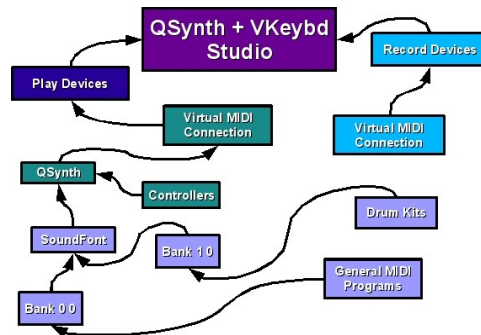 QSynth + VKeybd
Studio
Record Devices
Play Devices
Virtual MIDI
Connection
Virtual MIDI
Connection
QSynth
Controllers
Drum Kits
SoundFont
Bank 1 0
General MIDI
Programs
Bank 0 0